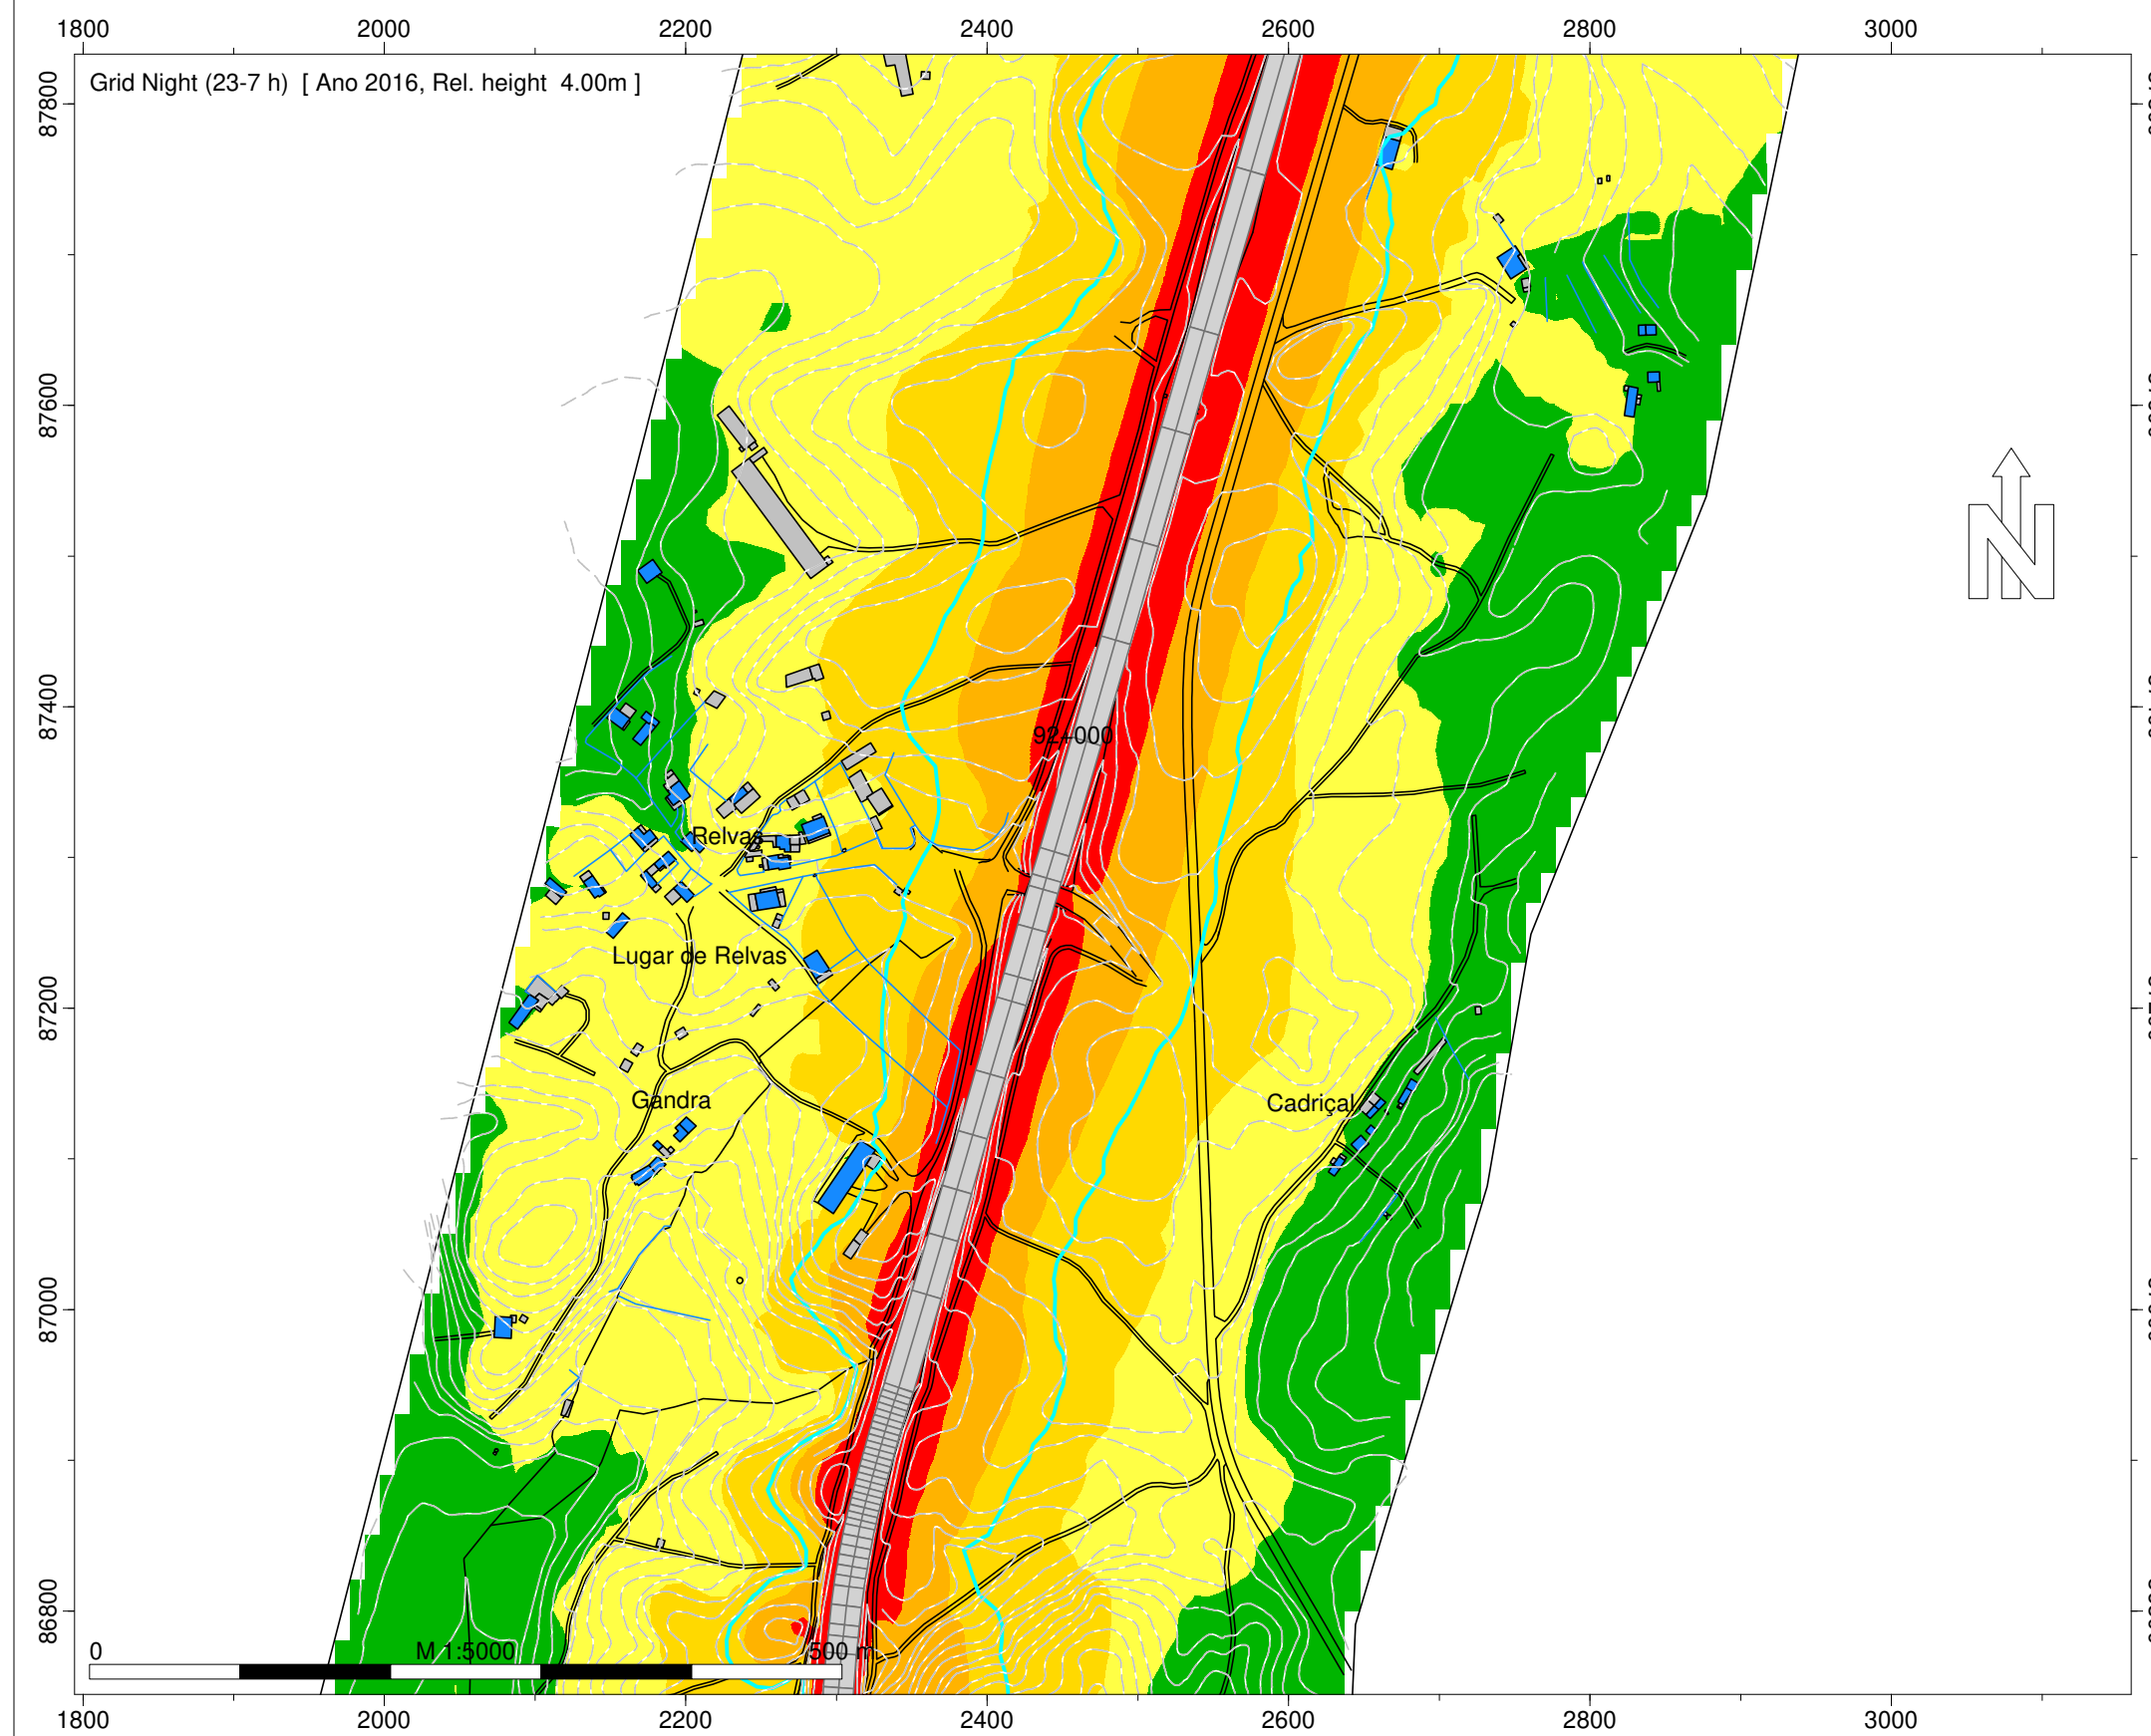 1800 2000 2200 2400 2600 2800 3000
Grid Night (23-7 h) [ Ano 2016, Rel. height 4.00m ]
87800
87600
87400
92+000
Relvas
Lugar de Relvas
87200
Gandra
Cadriçal
87000
86800
0 M 1:5000 500 m
1800 2000 2200 2400 2600 2800 3000
N